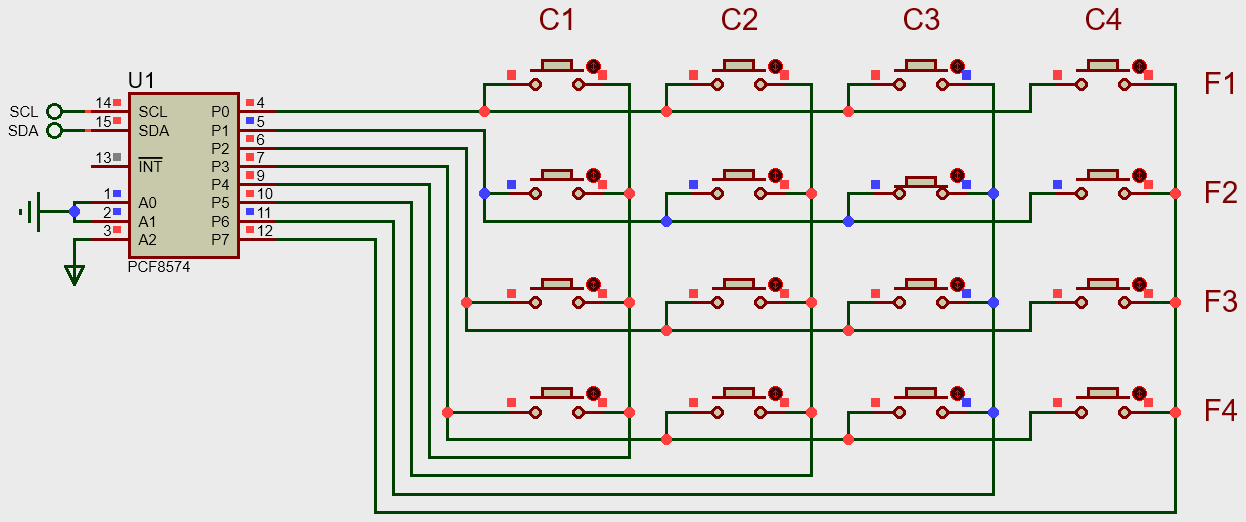 C1 C2 C3 C4
U1
F1
SCL 14 SCL P0 4
SDA 15 SDA P1 5
P2 6
13 INT P3 7
P4 9
1 A0 P5 10
2 A1 P6 11
3 A2 P7 12
PCF8574
F2
F3
F4